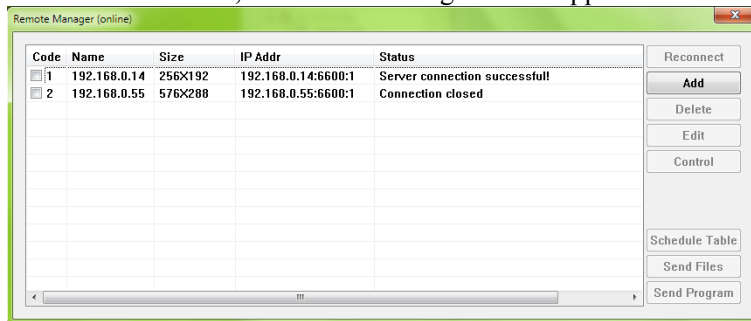 Remote Manager (online)
Code Name Size IP Addr Status
1 192.168.0.14 256X192 192.168.0.14:6600:1 Server connection successful!
2 192.168.0.55 576X288 192.168.0.55:6600:1 Connection closed
Reconnect
Add
Delete
Edit
Control
Schedule Table
Send Files
Send Program